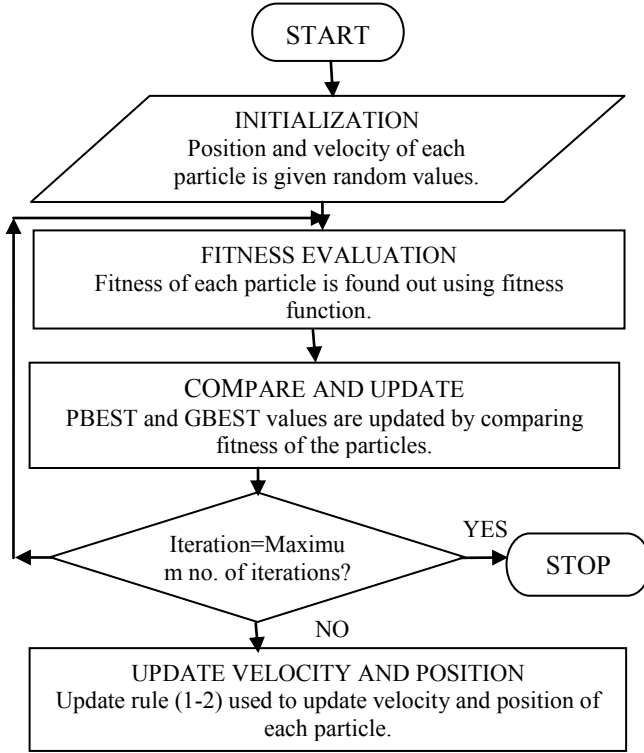 START
INITIALIZATION
Position and velocity of each
particle is given random values.
FITNESS EVALUATION
Fitness of each particle is found out using fitness
function.
COMPARE AND UPDATE
PBEST and GBEST values are updated by comparing
fitness of the particles.
Iteration=Maximu
m no. of iterations?
YES
STOP
NO
UPDATE VELOCITY AND POSITION
Update rule (1-2) used to update velocity and position of
each particle.